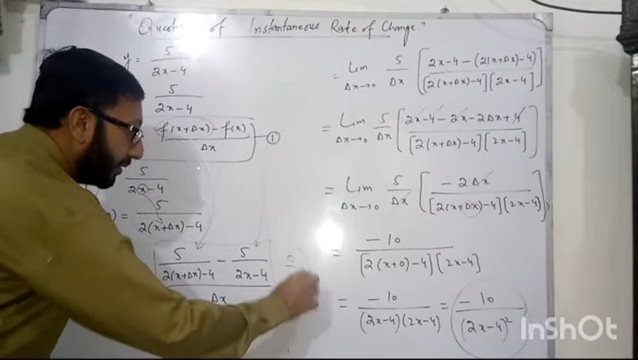 "Question of Instantaneous Rate of Change"
y = 5/(2x-4)
5/(2x-4)
(f(x+Δx) - f(x))/Δx —①
5/(2x-4)
) = 5/(2(x+Δx)-4)
5/(2(x+Δx)-4) - 5/(2x-4)
Δx
= Lim Δx→0 5/Δx [(2x-4-(2(x+Δx)-4))/([2(x+Δx)-4][2x-4])]
= Lim Δx→0 5/Δx [(2x-4-2x-2Δx+4)/([2(x+Δx)-4][2x-4])]
= Lim Δx→0 5/Δx [(-2Δx)/([2(x+Δx)-4][2x-4])]
= -10/([2(x+0)-4][2x-4])
= -10/((2x-4)(2x-4)) = -10/(2x-4)²
InShOt